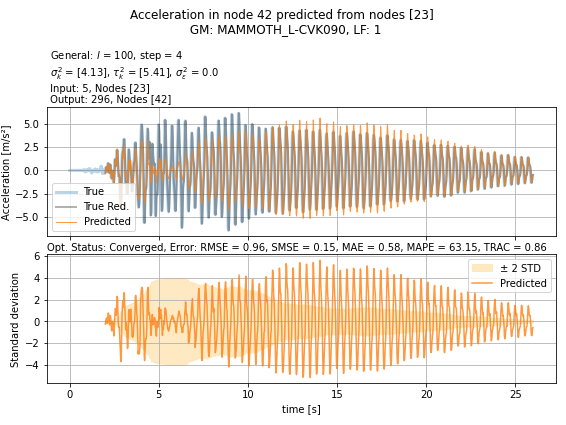 Acceleration in node 42 predicted from nodes [23]
GM: MAMMOTH_L-CVK090, LF: 1
General: l = 100, step = 4
σ²ₖ = [4.13], τ²ₖ = [5.41], σ²ε = 0.0
Input: 5, Nodes [23]
Output: 296, Nodes [42]
Acceleration [m/s²]
5.0
2.5
0.0
−2.5
−5.0
True
True Red.
Predicted
Opt. Status: Converged, Error: RMSE = 0.96, SMSE = 0.15, MAE = 0.58, MAPE = 63.15, TRAC = 0.86
Standard deviation
6
4
2
0
−2
−4
± 2 STD
Predicted
0 5 10 15 20 25
time [s]